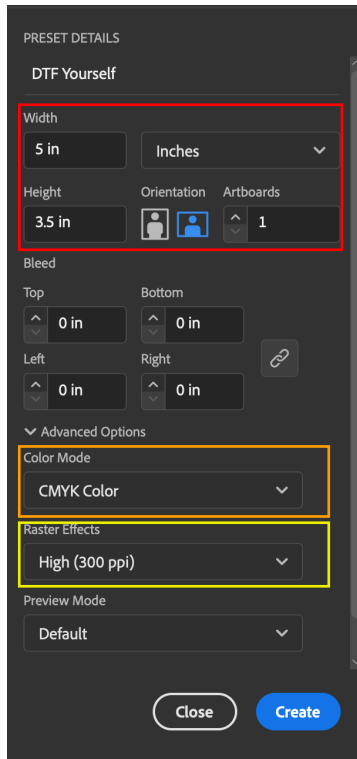 PRESET DETAILS
DTF Yourself
Width
5 in Inches
Height Orientation Artboards
3.5 in 1
Bleed
Top Bottom
0 in 0 in
Left Right
0 in 0 in
Advanced Options
Color Mode
CMYK Color
Raster Effects
High (300 ppi)
Preview Mode
Default
Close Create